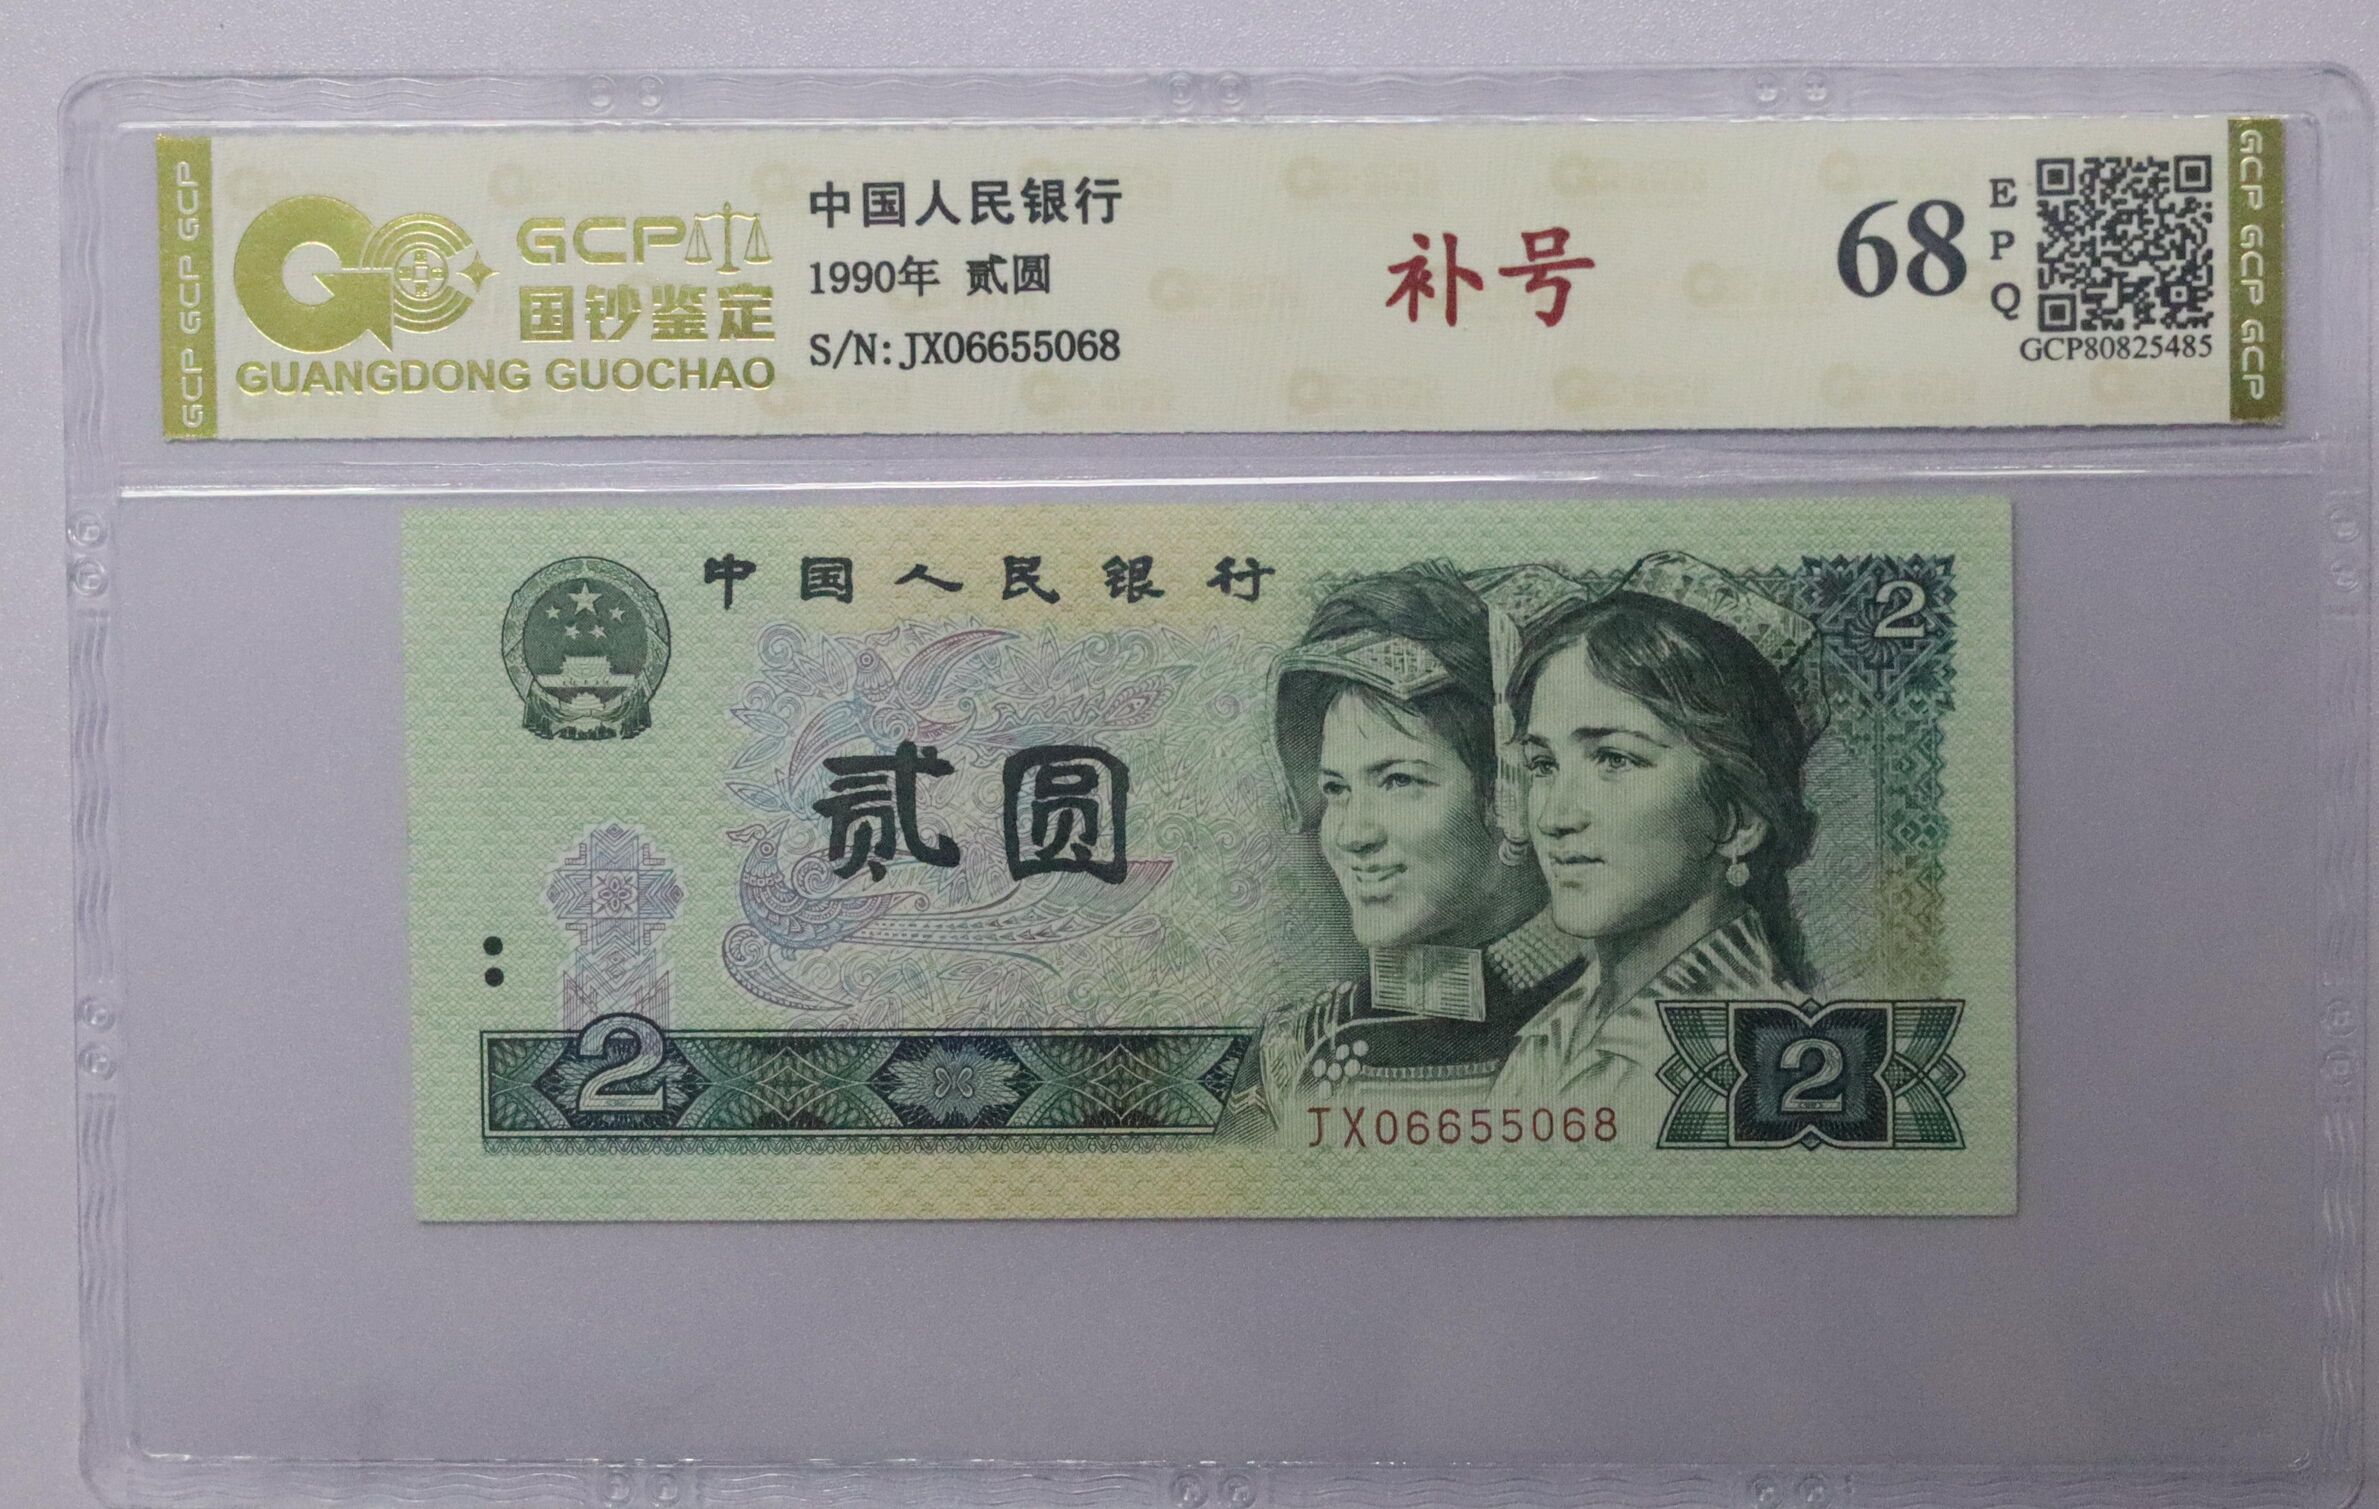 GCP GCP GCP
GCP
国钞鉴定
GUANGDONG GUOCHAO
中国人民银行
1990年 贰圆
S/N: JX06655068
补号
68
EPQ
GCP80825485
GCP GCP GCP
中国人民银行
2
贰圆
2
JX06655068
2